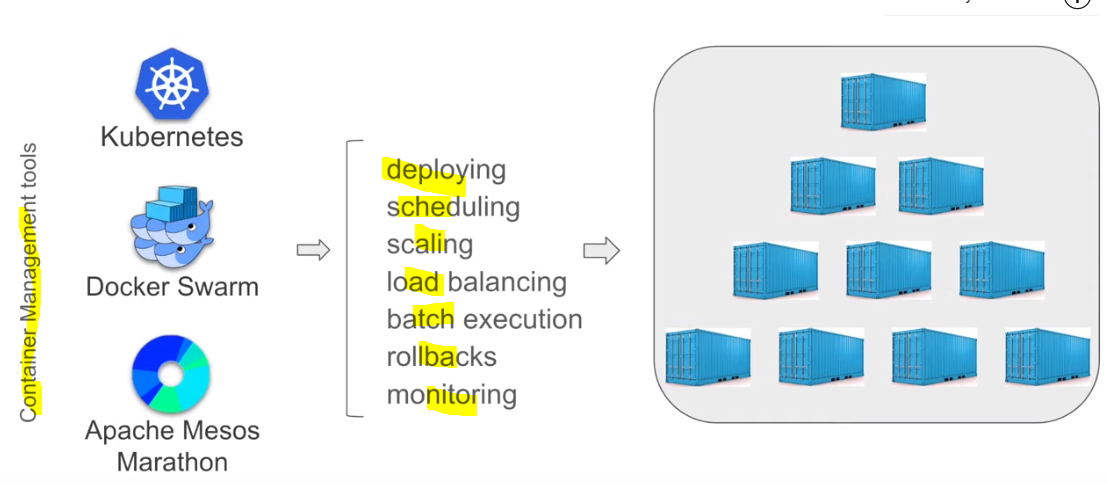 Container Management tools
Kubernetes
Docker Swarm
Apache Mesos
Marathon
deploying
scheduling
scaling
load balancing
batch execution
rollbacks
monitoring